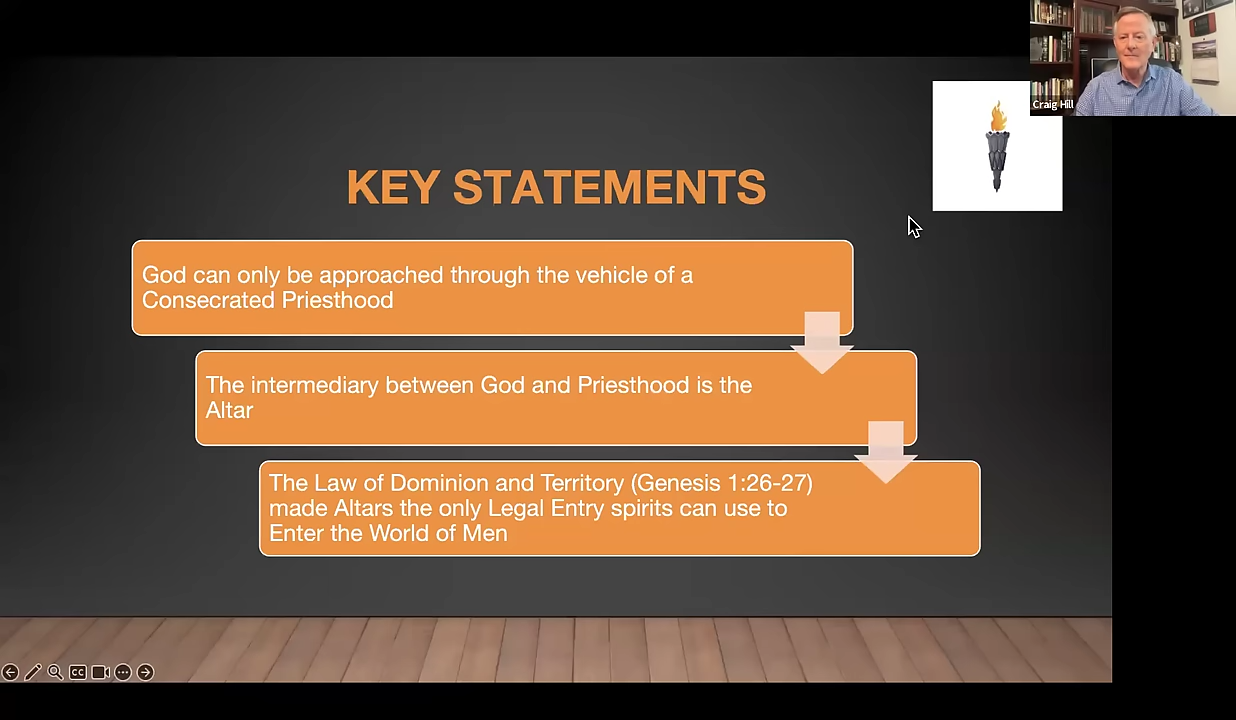 Craig Hill
KEY STATEMENTS
God can only be approached through the vehicle of a
Consecrated Priesthood
The intermediary between God and Priesthood is the
Altar
The Law of Dominion and Territory (Genesis 1:26-27)
made Altars the only Legal Entry spirits can use to
Enter the World of Men
CC